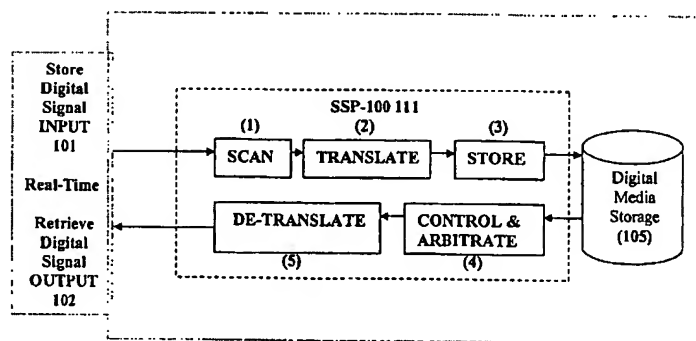 Store
Digital
Signal
INPUT
101
Real-Time
Retrieve
Digital
Signal
OUTPUT
102
SSP-100 111
(1)
(2)
(3)
SCAN
TRANSLATE
STORE
DE-TRANSLATE
CONTROL &
ARBITRATE
(5)
(4)
Digital
Media
Storage
(105)